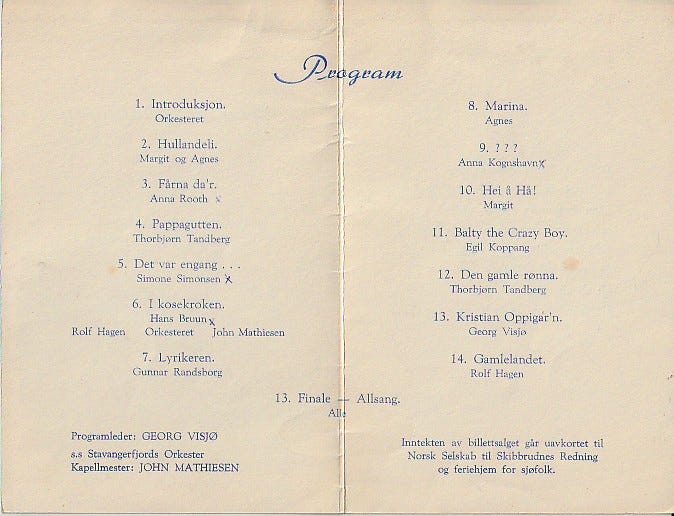 Program
1. Introduksjon.
Orkesteret
2. Hullandeli.
Margit og Agnes
3. Fårna da'r.
Anna Rooth x
4. Pappagutten.
Thorbjørn Tandberg
5. Det var engang . . .
Simone Simonsen x
6. I kosekroken.
Hans Bruun x
Rolf Hagen Orkesteret John Mathiesen
7. Lyrikeren.
Gunnar Randsborg
8. Marina.
Agnes
9. ? ? ?
Anna Kognshavn x
10. Hei å Hå!
Margit
11. Balty the Crazy Boy.
Egil Koppang
12. Den gamle rønna.
Thorbjørn Tandberg
13. Kristian Oppigar'n.
Georg Visjø
14. Gamlelandet.
Rolf Hagen
13. Finale — Allsang.
Alle
Programleder: GEORG VISJØ
s.s Stavangerfjords Orkester
Kapellmester: JOHN MATHIESEN
Inntekten av billettsalget går uavkortet til
Norsk Selskab til Skibbrudnes Redning
og feriehjem for sjøfolk.